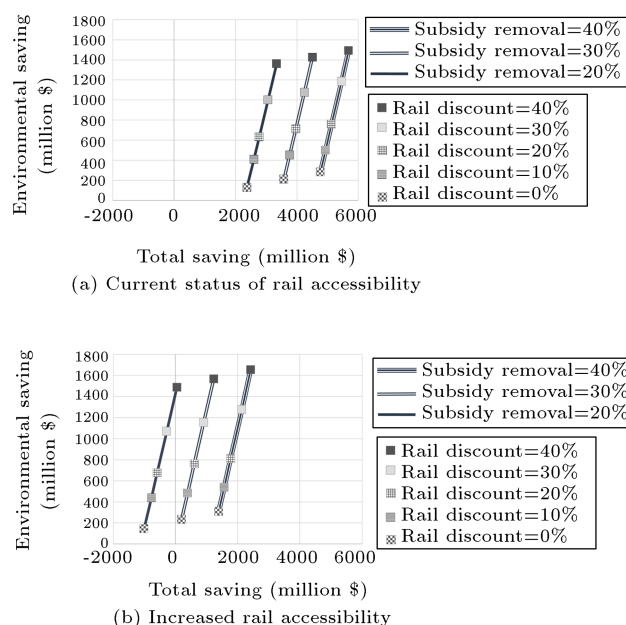 Environmental saving
(million $)
1800
1600
1400
1200
1000
800
600
400
200
0
-2000 0 2000 4000 6000
Total saving (million $)
Subsidy removal=40%
Subsidy removal=30%
Subsidy removal=20%
Rail discount=40%
Rail discount=30%
Rail discount=20%
Rail discount=10%
Rail discount=0%
(a) Current status of rail accessibility
Environmental saving
(million $)
1800
1600
1400
1200
1000
800
600
400
200
0
-2000 0 2000 4000 6000
Total saving (million $)
Subsidy removal=40%
Subsidy removal=30%
Subsidy removal=20%
Rail discount=40%
Rail discount=30%
Rail discount=20%
Rail discount=10%
Rail discount=0%
(b) Increased rail accessibility